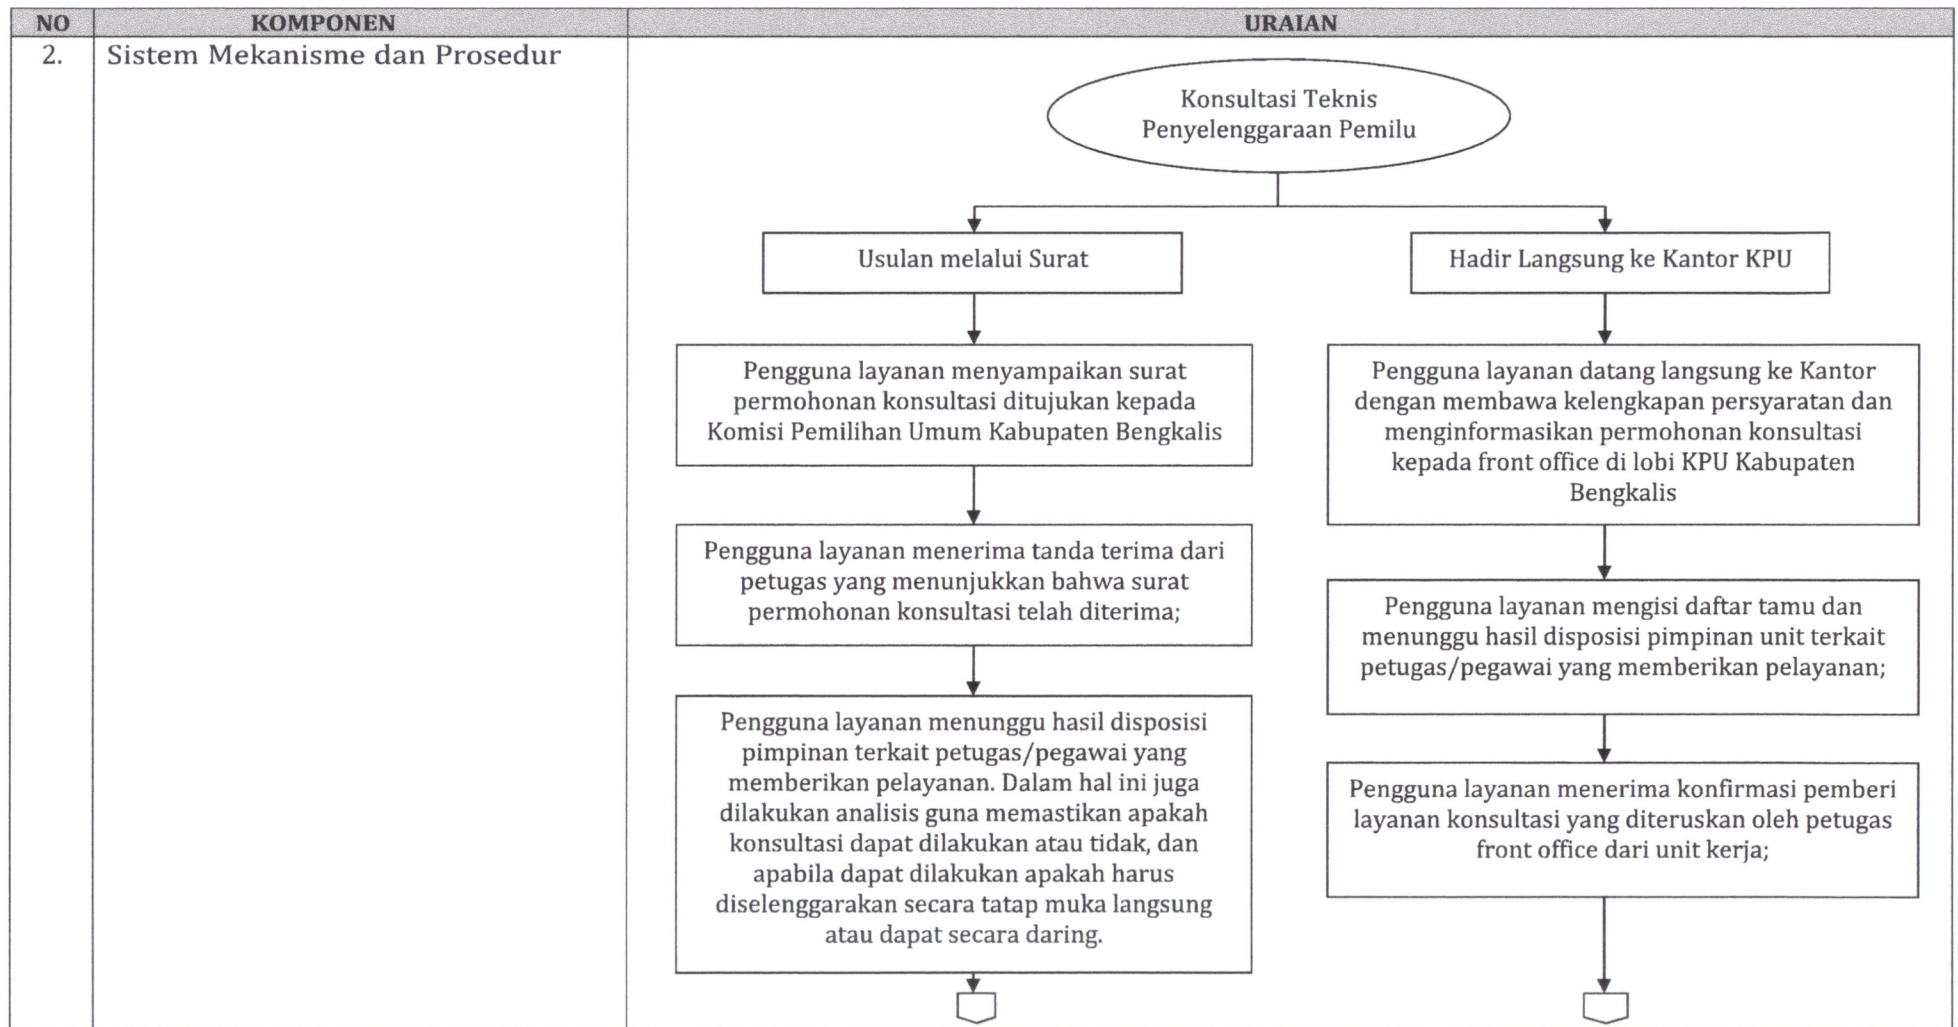 NO KOMPONEN URAIAN
2. Sistem Mekanisme dan Prosedur
Konsultasi Teknis
Penyelenggaraan Pemilu
Usulan melalui Surat
Pengguna layanan menyampaikan surat
permohonan konsultasi ditujukan kepada
Komisi Pemilihan Umum Kabupaten Bengkalis
Pengguna layanan menerima tanda terima dari
petugas yang menunjukkan bahwa surat
permohonan konsultasi telah diterima;
Pengguna layanan menunggu hasil disposisi
pimpinan terkait petugas/pegawai yang
memberikan pelayanan. Dalam hal ini juga
dilakukan analisis guna memastikan apakah
konsultasi dapat dilakukan atau tidak, dan
apabila dapat dilakukan apakah harus
diselenggarakan secara tatap muka langsung
atau dapat secara daring.
Hadir Langsung ke Kantor KPU
Pengguna layanan datang langsung ke Kantor
dengan membawa kelengkapan persyaratan dan
menginformasikan permohonan konsultasi
kepada front office di lobi KPU Kabupaten
Bengkalis
Pengguna layanan mengisi daftar tamu dan
menunggu hasil disposisi pimpinan unit terkait
petugas/pegawai yang memberikan pelayanan;
Pengguna layanan menerima konfirmasi pemberi
layanan konsultasi yang diteruskan oleh petugas
front office dari unit kerja;